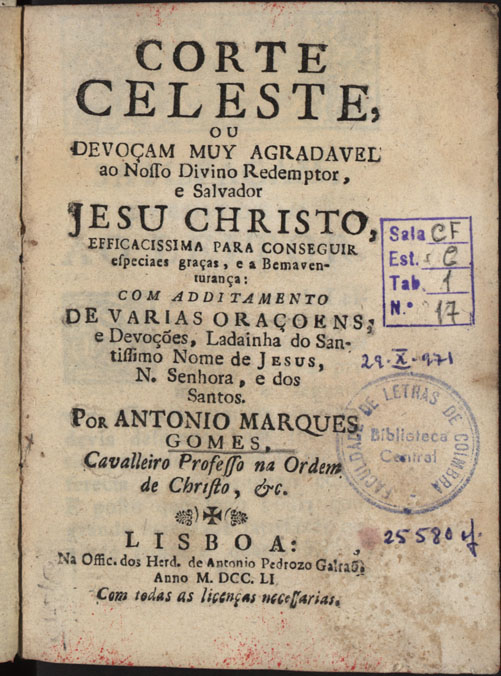 CORTE
CELESTE,
OU
DEVOÇAM MUY AGRADAVEL
ao Noſſo Divino Redemptor,
e Salvador
JESU CHRISTO,
EFFICACISSIMA PARA CONSEGUIR
eſpeciaes graças, e a Bemaven-
turança:
COM ADDITAMENTO
DE VARIAS ORAÇOENS,
e Devoções, Ladainha do San-
tiſſimo Nome de JESUS,
N. Senhora, e dos
Santos.
POR ANTONIO MARQUES
GOMES,
Cavalleiro Profeſſo na Ordem
de Chriſto, &c.
LISBOA:
Na Offic. dos Herd. de Antonio Pedrozo Galraõ,
Anno M. DCC. LI
Com todas as licenças neceſſarias.
Sala CF
Est. C
Tab. 1
N.º 17
29-X-971
FACULDADE DE LETRAS DE COIMBRA
Biblioteca
Central
25580